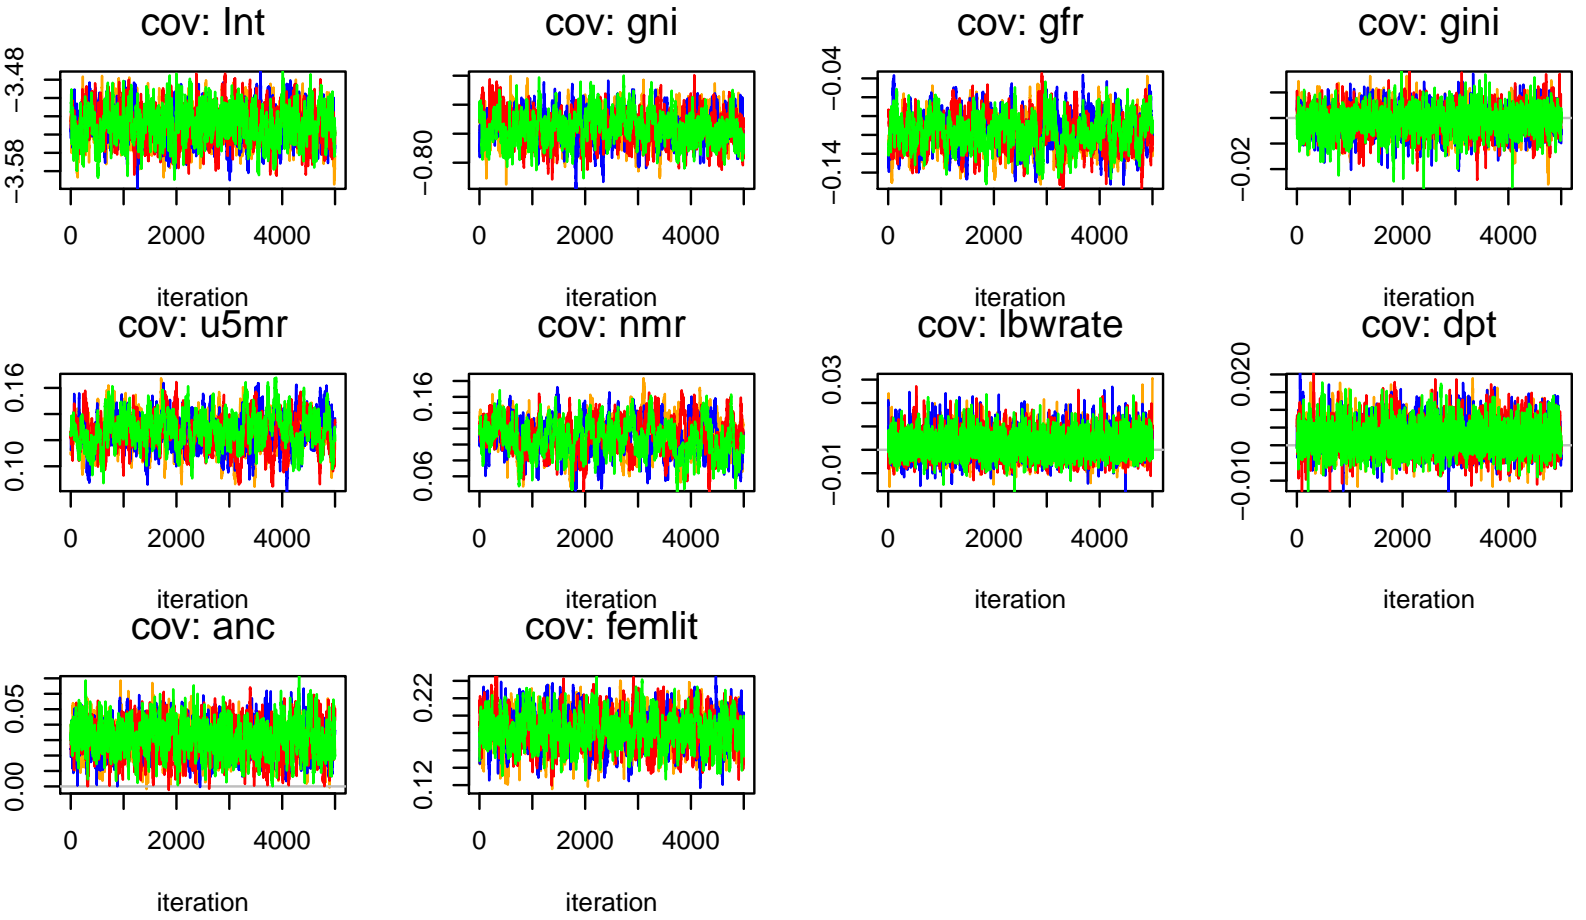 cov: Int
cov: gni
cov: gfr
cov: gini
−3.58 −3.48
−0.80
−0.14 −0.04
−0.02
0 2000 4000
0 2000 4000
0 2000 4000
0 2000 4000
iteration
iteration
iteration
iteration
cov: u5mr
cov: nmr
cov: lbwrate
cov: dpt
0.10 0.16
0.06 0.16
−0.01 0.03
−0.010 0.020
0 2000 4000
0 2000 4000
0 2000 4000
0 2000 4000
iteration
iteration
iteration
iteration
cov: anc
cov: femlit
0.00 0.05
0.12 0.22
0 2000 4000
0 2000 4000
iteration
iteration